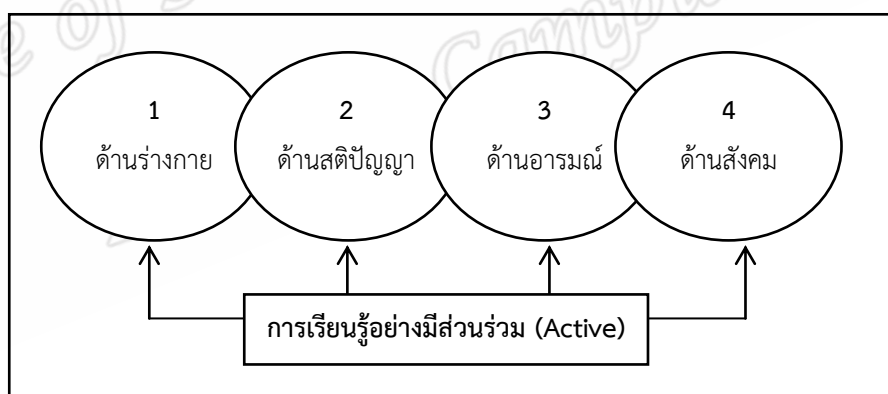 1
ด้านร่างกาย
2
ด้านสติปัญญา
3
ด้านอารมณ์
4
ด้านสังคม
การเรียนรู้อย่างมีส่วนร่วม (Active)